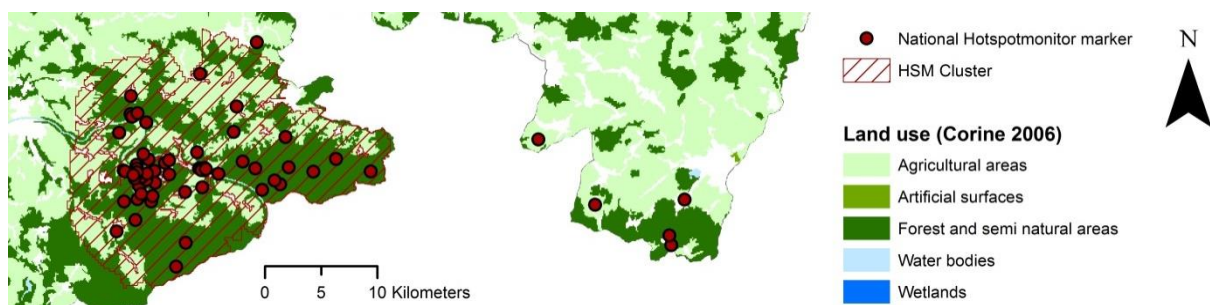 National Hotspotmonitor marker
HSM Cluster
N
Land use (Corine 2006)
Agricultural areas
Artificial surfaces
Forest and semi natural areas
Water bodies
Wetlands
0 5 10 Kilometers